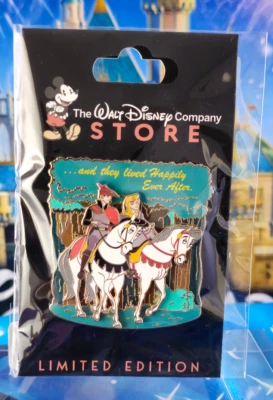 The WALT DISNEY Company
STORE
...and they lived Happily
Ever After.
LIMITED EDITION